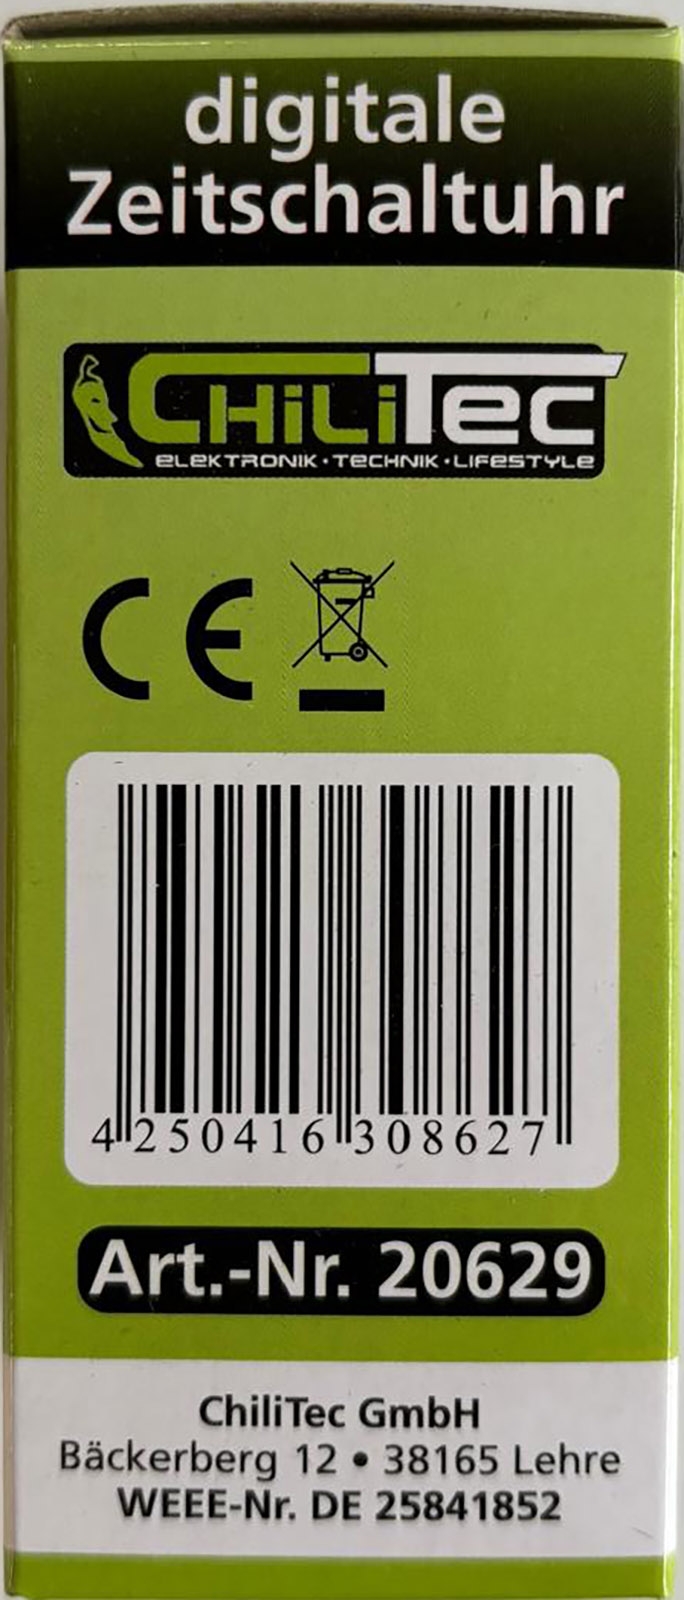 digitale
Zeitschaltuhr
CHiLiTec
ELEKTRONIK · TECHNIK · LIFESTYLE
CE
4 250416 308627
Art.-Nr. 20629
ChiliTec GmbH
Bäckerberg 12 • 38165 Lehre
WEEE-Nr. DE 25841852